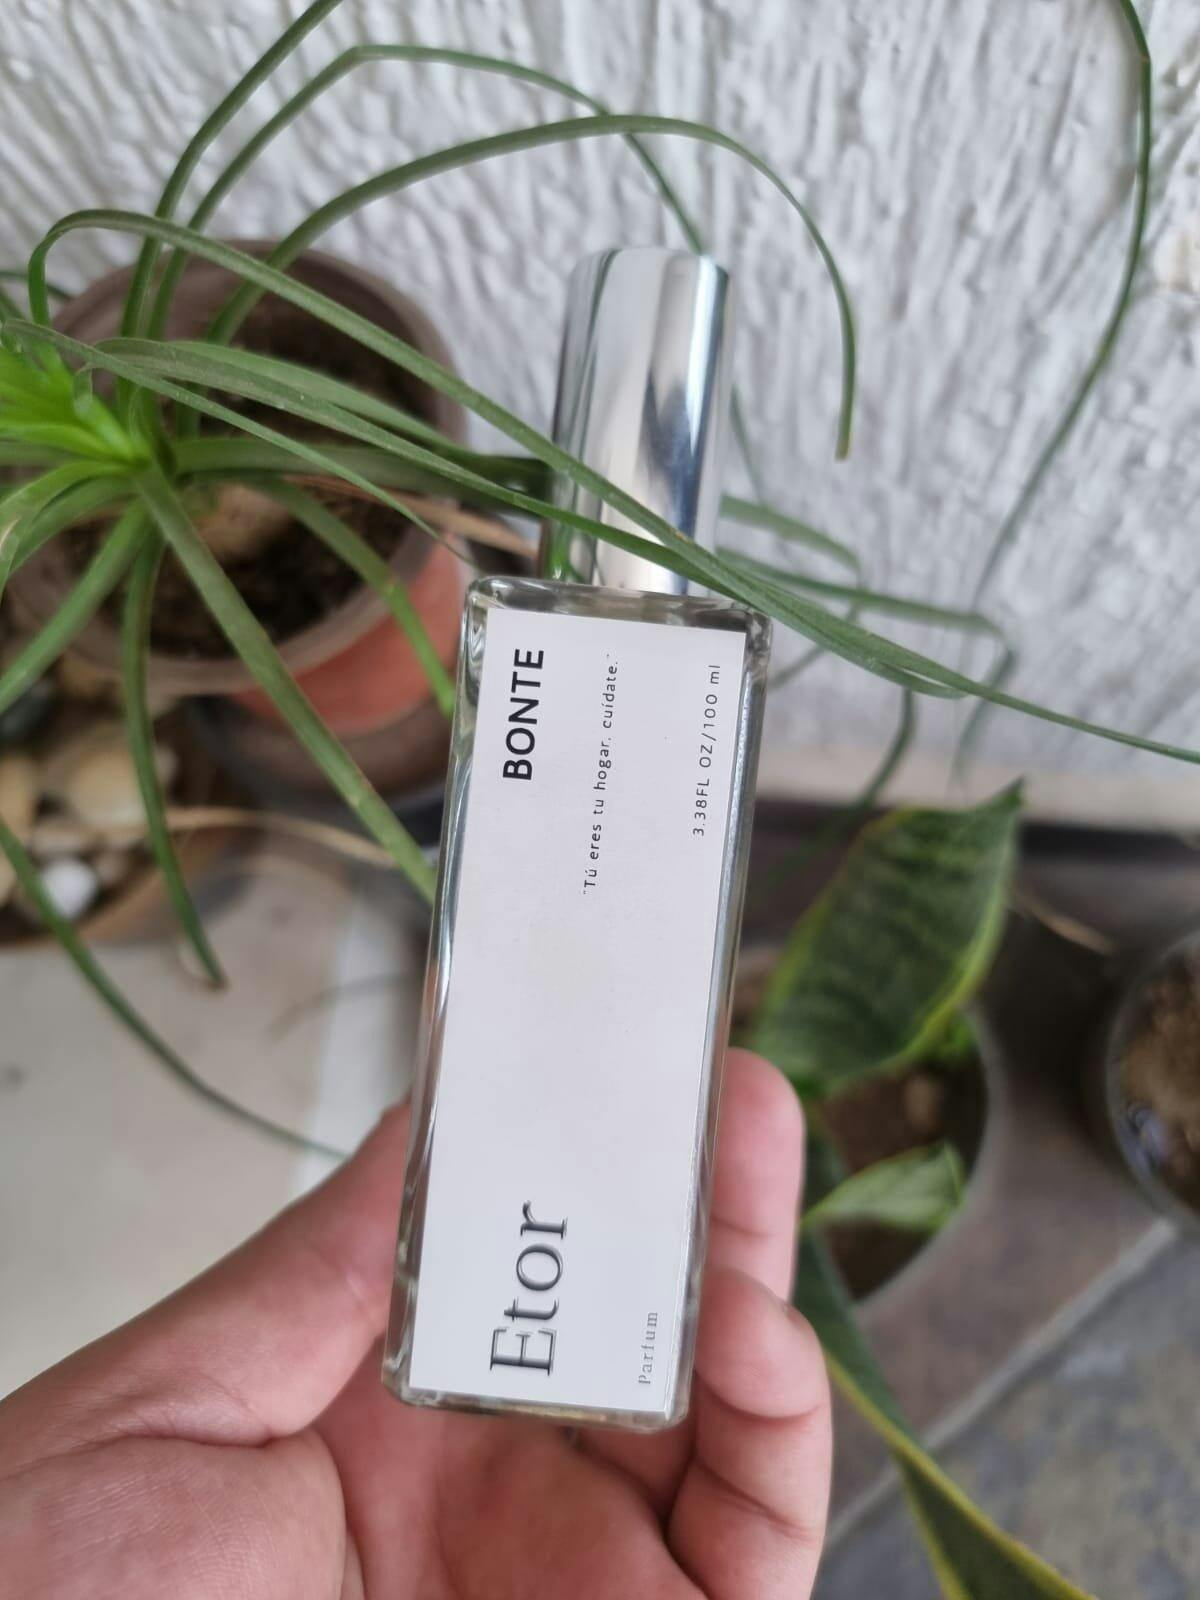 BONTE
"Tú eres tu hogar, cuídate."
3.38FL OZ/100 ml
Etor
Parfum